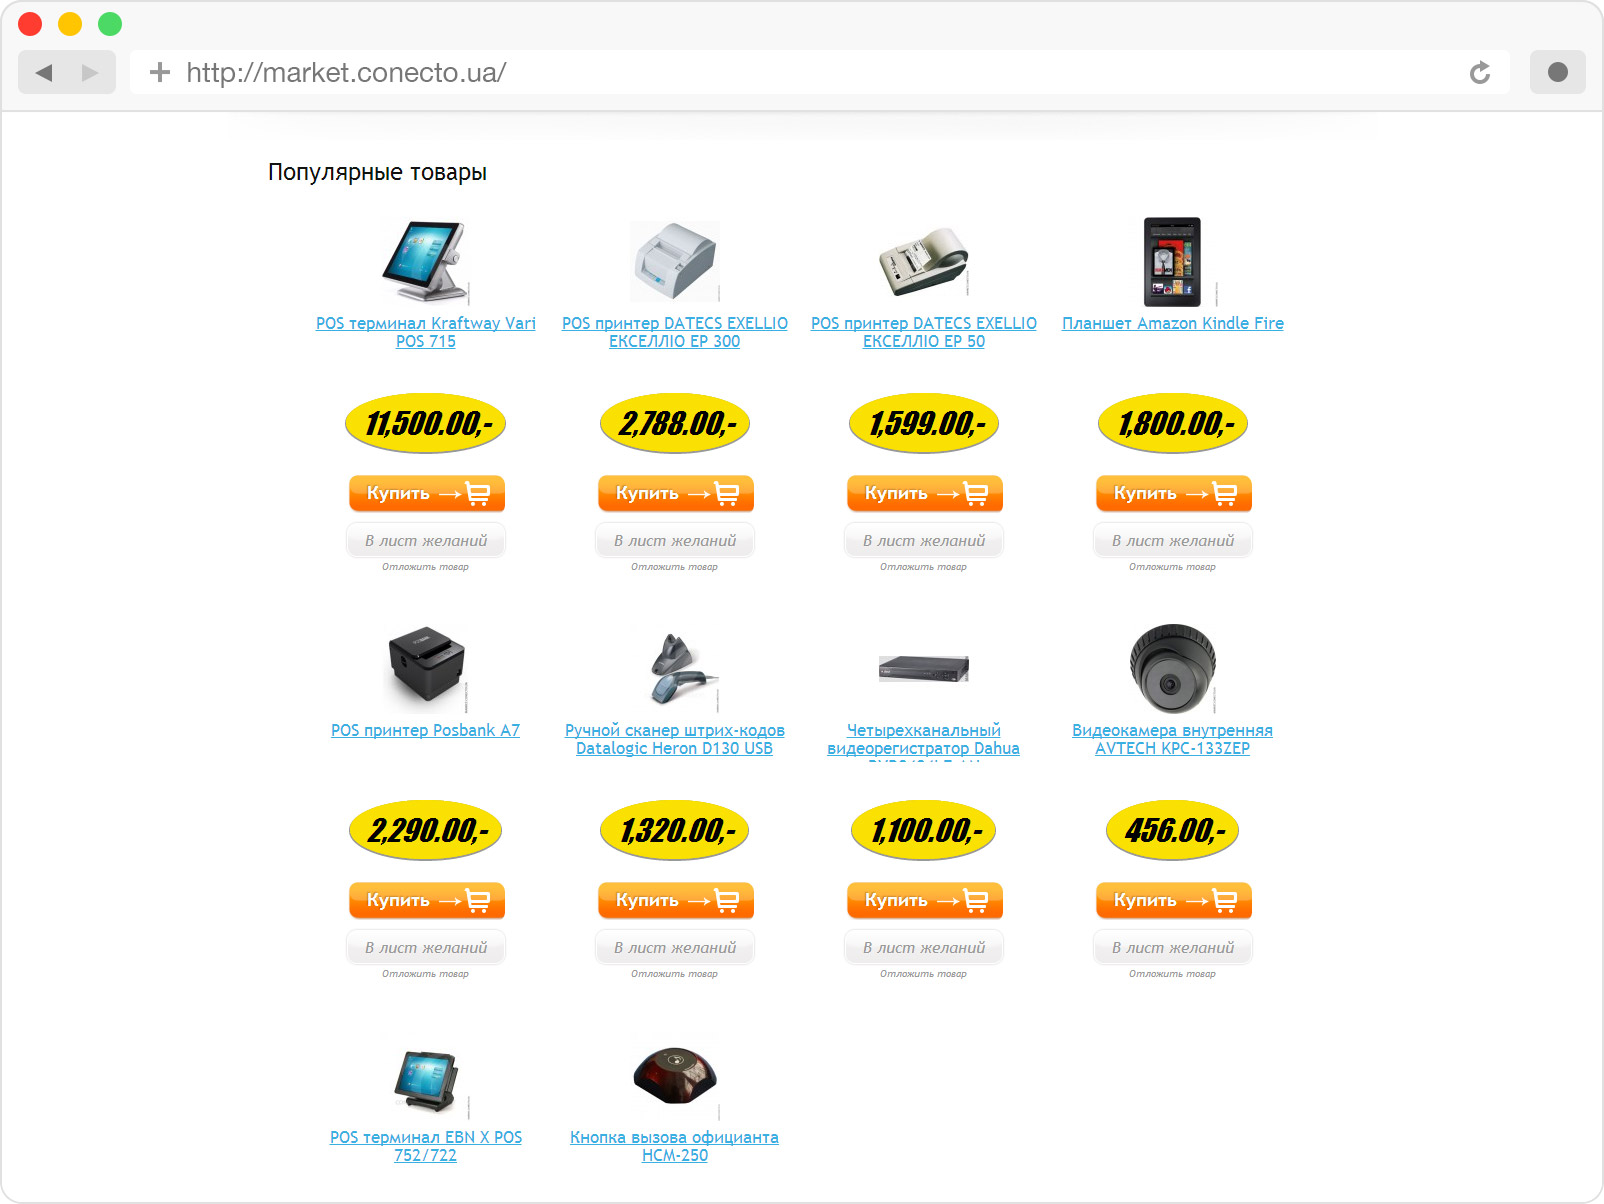 http://market.conecto.ua/
Популярные товары
POS терминал Kraftway Vari
POS 715
POS принтер DATECS EXELLIO
ЕКСЕЛЛІО EP 300
POS принтер DATECS EXELLIO
ЕКСЕЛЛІО EP 50
Планшет Amazon Kindle Fire
11,500.00,-
2,788.00,-
1,599.00,-
1,800.00,-
Купить
Купить
Купить
Купить
В лист желаний
В лист желаний
В лист желаний
В лист желаний
Отложить товар
Отложить товар
Отложить товар
Отложить товар
POS принтер Posbank A7
Ручной сканер штрих-кодов
Datalogic Heron D130 USB
Четырехканальный
видеорегистратор Dahua
Видеокамера внутренняя
AVTECH KPC-133ZEP
2,290.00,-
1,320.00,-
1,100.00,-
456.00,-
Купить
Купить
Купить
Купить
В лист желаний
В лист желаний
В лист желаний
В лист желаний
Отложить товар
Отложить товар
Отложить товар
Отложить товар
POS терминал EBN X POS
752/722
Кнопка вызова официанта
HCM-250